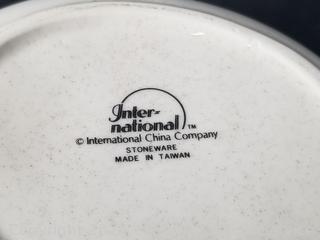 Inter-
national ™
© International China Company
STONEWARE
MADE IN TAIWAN